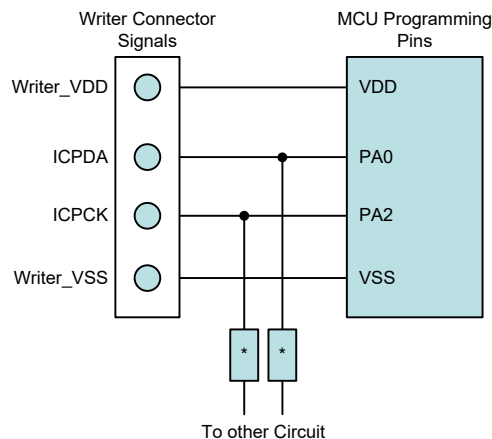 Writer Connector
Signals
MCU Programming
Pins
Writer_VDD
VDD
ICPDA
PA0
ICPCK
PA2
Writer_VSS
VSS
* *
To other Circuit